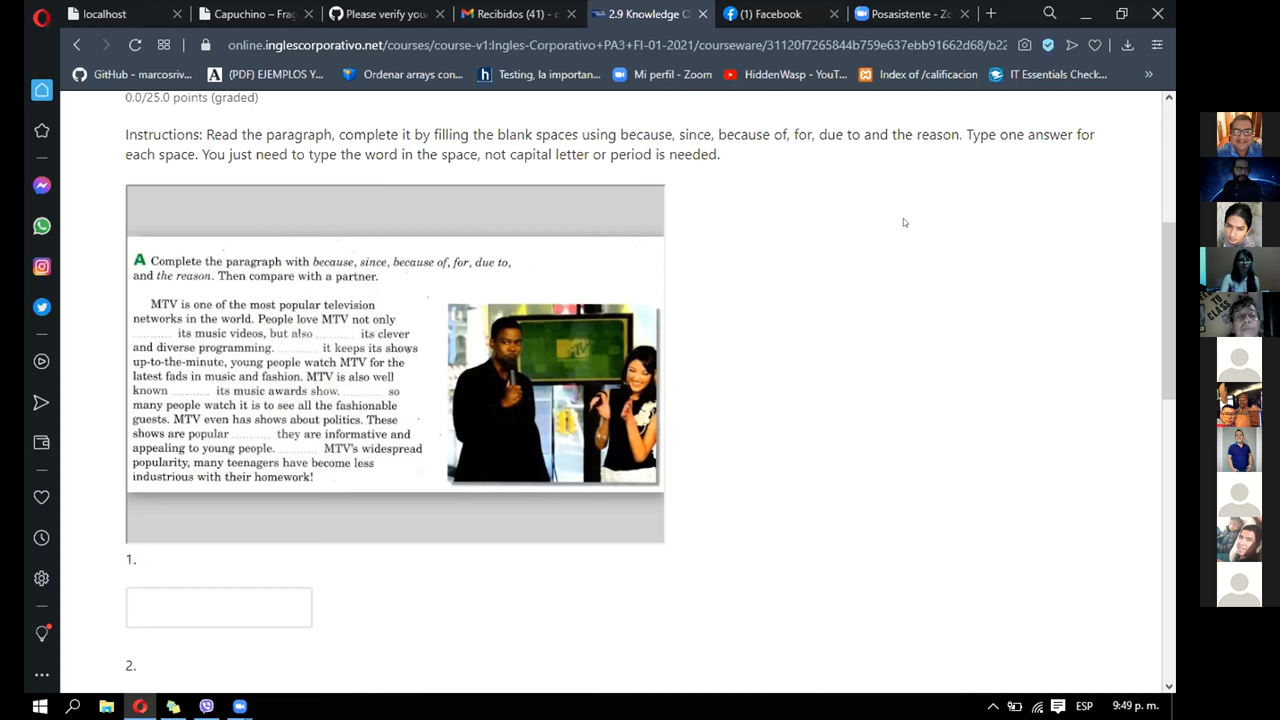 localhost
Capuchino – Frag
Please verify you
Recibidos (41) - c
2.9 Knowledge C
(1) Facebook
Posasistente - Zo
online.inglescorporativo.net/courses/course-v1:Ingles-Corporativo+PA3+FI-01-2021/courseware/31120f7265844b759e637ebb91662d68/b22
GitHub - marcosriv...
(PDF) EJEMPLOS Y...
Ordenar arrays con...
Testing, la importan...
Mi perfil - Zoom
HiddenWasp - YouT...
Index of /calificacion
IT Essentials Check...
»
0.0/25.0 points (graded)
Instructions: Read the paragraph, complete it by filling the blank spaces using because, since, because of, for, due to and the reason. Type one answer for
each space. You just need to type the word in the space, not capital letter or period is needed.
A Complete the paragraph with because, since, because of, for, due to,
and the reason. Then compare with a partner.
MTV is one of the most popular television
networks in the world. People love MTV not only
.......... its music videos, but also .......... its clever
and diverse programming. .......... it keeps its shows
up-to-the-minute, young people watch MTV for the
latest fads in music and fashion. MTV is also well
known .......... its music awards show. .......... so
many people watch it is to see all the fashionable
guests. MTV even has shows about politics. These
shows are popular .......... they are informative and
appealing to young people. .......... MTV's widespread
popularity, many teenagers have become less
industrious with their homework!
1.
2.
ESP
9:49 p. m.